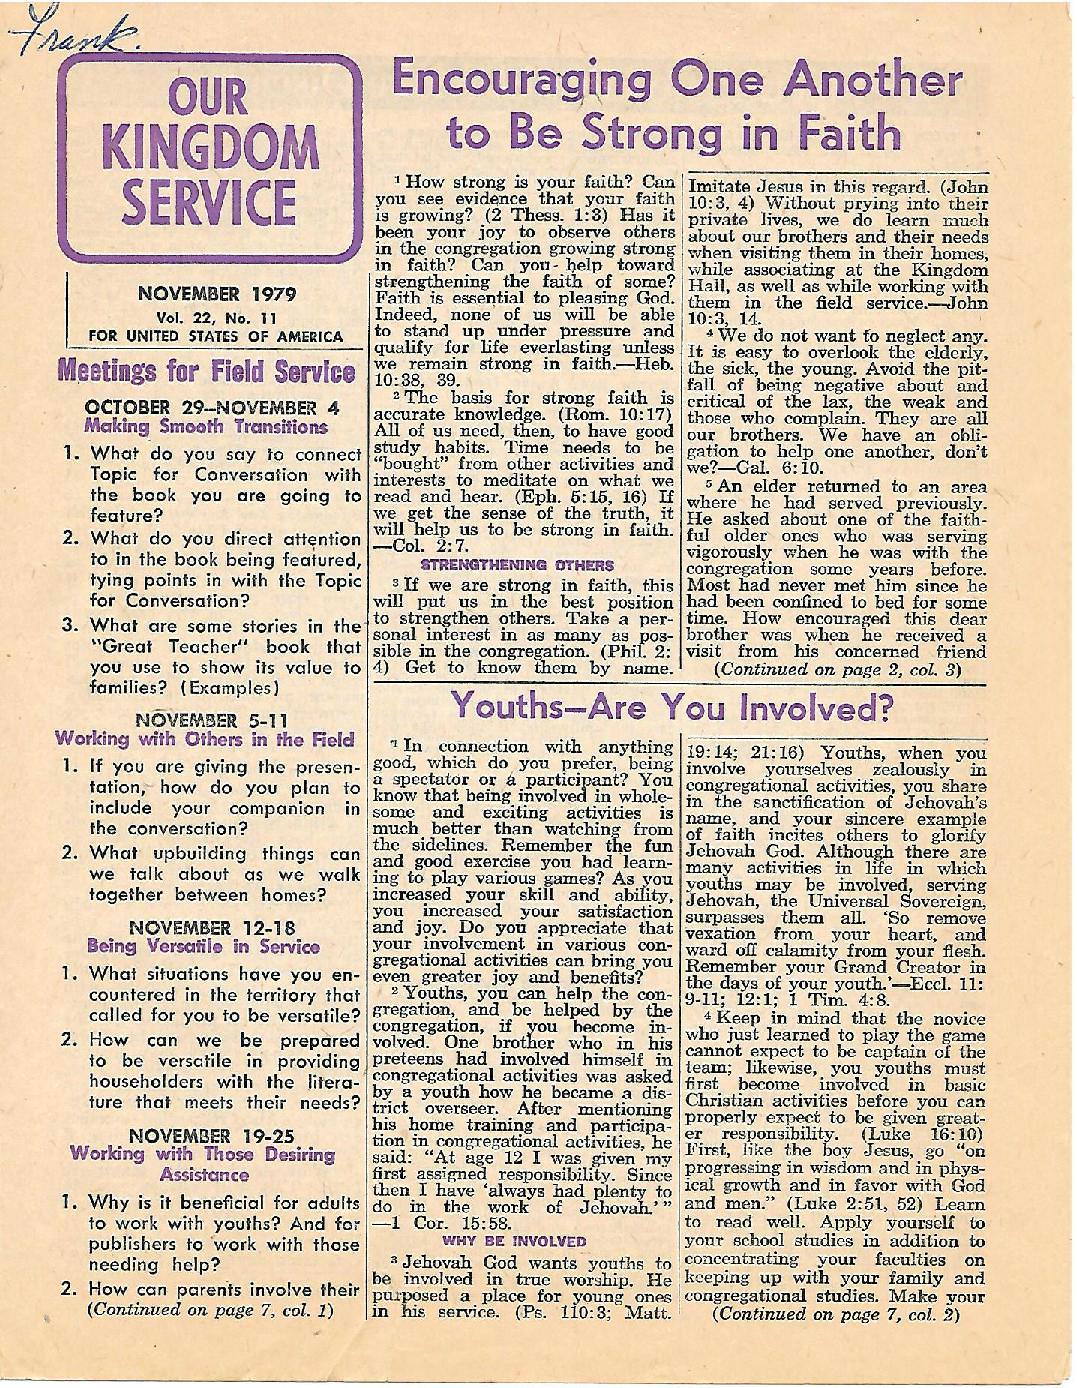 Frank.
OUR
KINGDOM
SERVICE
NOVEMBER 1979
Vol. 22, No. 11
FOR UNITED STATES OF AMERICA
Meetings for Field Service
OCTOBER 29–NOVEMBER 4
Making Smooth Transitions
1. What do you say to connect
Topic for Conversation with
the book you are going to
feature?
2. What do you direct attention
to in the book being featured,
tying points in with the Topic
for Conversation?
3. What are some stories in the
"Great Teacher" book that
you use to show its value to
families? (Examples)
NOVEMBER 5-11
Working with Others in the Field
1. If you are giving the presen-
tation, how do you plan to
include your companion in
the conversation?
2. What upbuilding things can
we talk about as we walk
together between homes?
NOVEMBER 12-18
Being Versatile in Service
1. What situations have you en-
countered in the territory that
called for you to be versatile?
2. How can we be prepared
to be versatile in providing
householders with the litera-
ture that meets their needs?
NOVEMBER 19-25
Working with Those Desiring
Assistance
1. Why is it beneficial for adults
to work with youths? And for
publishers to work with those
needing help?
2. How can parents involve their
(Continued on page 7, col. 1)
Encouraging One Another
to Be Strong in Faith
1 How strong is your faith? Can
you see evidence that your faith
is growing? (2 Thess. 1:3) Has it
been your joy to observe others
in the congregation growing strong
in faith? Can you help toward
strengthening the faith of some?
Faith is essential to pleasing God.
Indeed, none of us will be able
to stand up under pressure and
qualify for life everlasting unless
we remain strong in faith.—Heb.
10:38, 39.
2 The basis for strong faith is
accurate knowledge. (Rom. 10:17)
All of us need, then, to have good
study habits. Time needs to be
"bought" from other activities and
interests to meditate on what we
read and hear. (Eph. 5:15, 16) If
we get the sense of the truth, it
will help us to be strong in faith.
—Col. 2:7.
STRENGTHENING OTHERS
3 If we are strong in faith, this
will put us in the best position
to strengthen others. Take a per-
sonal interest in as many as pos-
sible in the congregation. (Phil. 2:
4) Get to know them by name.
Imitate Jesus in this regard. (John
10:3, 4) Without prying into their
private lives, we do learn much
about our brothers and their needs
when visiting them in their homes,
while associating at the Kingdom
Hall, as well as while working with
them in the field service.—John
10:3, 14.
4 We do not want to neglect any.
It is easy to overlook the elderly,
the sick, the young. Avoid the pit-
fall of being negative about and
critical of the lax, the weak and
those who complain. They are all
our brothers. We have an obli-
gation to help one another, don't
we?—Gal. 6:10.
5 An elder returned to an area
where he had served previously.
He asked about one of the faith-
ful older ones who was serving
vigorously when he was with the
congregation some years before.
Most had never met him since he
had been confined to bed for some
time. How encouraged this dear
brother was when he received a
visit from his concerned friend
(Continued on page 2, col. 3)
Youths—Are You Involved?
1 In connection with anything
good, which do you prefer, being
a spectator or a participant? You
know that being involved in whole-
some and exciting activities is
much better than watching from
the sidelines. Remember the fun
and good exercise you had learn-
ing to play various games? As you
increased your skill and ability,
you increased your satisfaction
and joy. Do you appreciate that
your involvement in various con-
gregational activities can bring you
even greater joy and benefits?
2 Youths, you can help the con-
gregation, and be helped by the
congregation, if you become in-
volved. One brother who in his
preteens had involved himself in
congregational activities was asked
by a youth how he became a dis-
trict overseer. After mentioning
his home training and participa-
tion in congregational activities, he
said: "At age 12 I was given my
first assigned responsibility. Since
then I have 'always had plenty to
do in the work of Jehovah.'"
—1 Cor. 15:58.
WHY BE INVOLVED
3 Jehovah God wants youths to
be involved in true worship. He
purposed a place for young ones
in his service. (Ps. 110:3; Matt.
19:14; 21:16) Youths, when you
involve yourselves zealously in
congregational activities, you share
in the sanctification of Jehovah's
name, and your sincere example
of faith incites others to glorify
Jehovah God. Although there are
many activities in life in which
youths may be involved, serving
Jehovah, the Universal Sovereign,
surpasses them all. 'So remove
vexation from your heart, and
ward off calamity from your flesh.
Remember your Grand Creator in
the days of your youth.'—Eccl. 11:
9-11; 12:1; 1 Tim. 4:8.
4 Keep in mind that the novice
who just learned to play the game
cannot expect to be captain of the
team; likewise, you youths must
first become involved in basic
Christian activities before you can
properly expect to be given great-
er responsibility. (Luke 16:10)
First, like the boy Jesus, go "on
progressing in wisdom and in phys-
ical growth and in favor with God
and men." (Luke 2:51, 52) Learn
to read well. Apply yourself to
your school studies in addition to
concentrating your faculties on
keeping up with your family and
congregational studies. Make your
(Continued on page 7, col. 2)